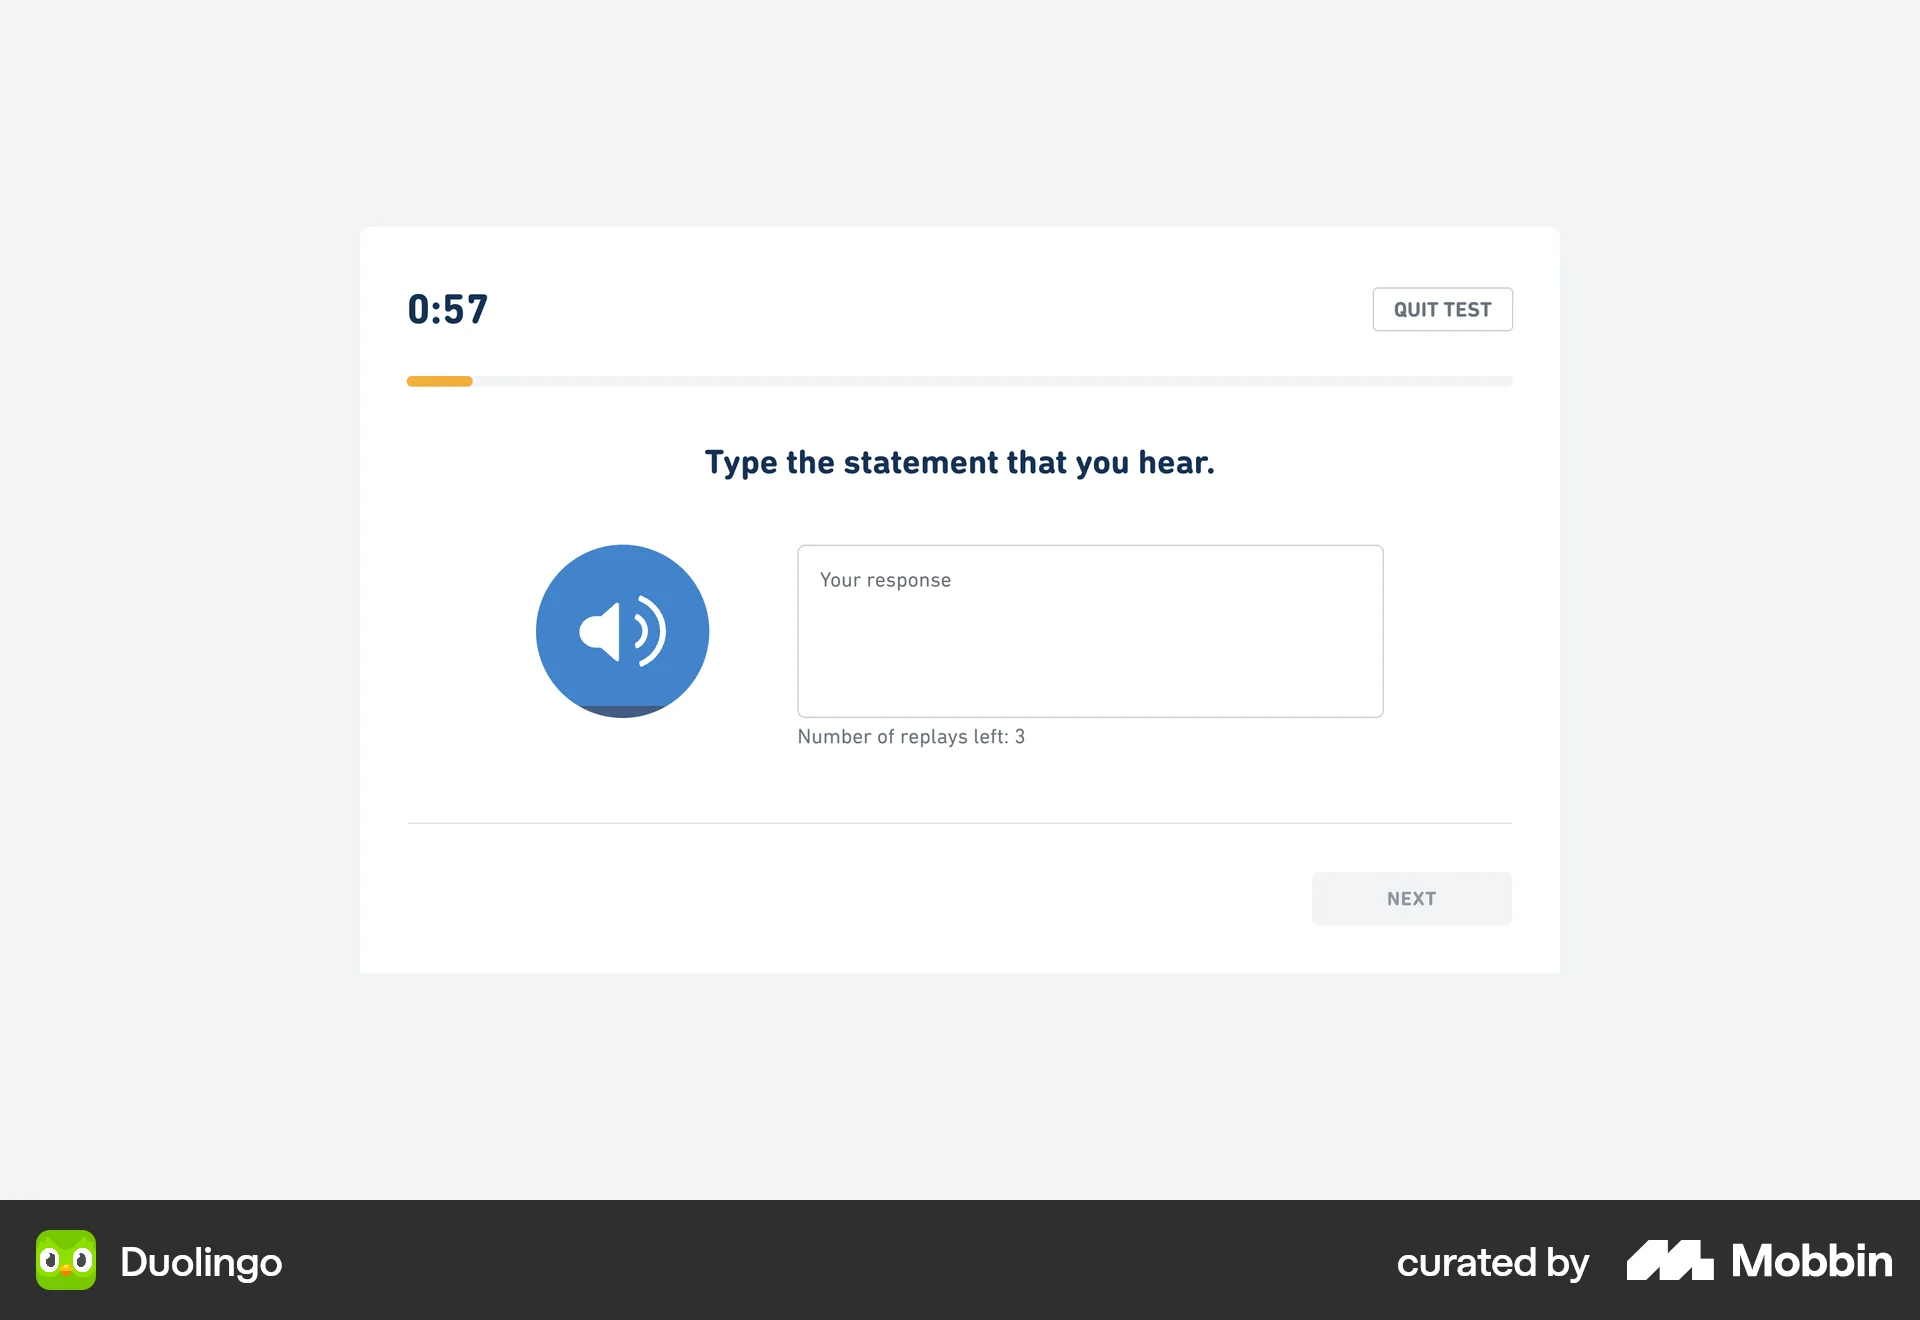 0:57
QUIT TEST
Type the statement that you hear.
Your response
Number of replays left: 3
NEXT
Duolingo
curated by Mobbin